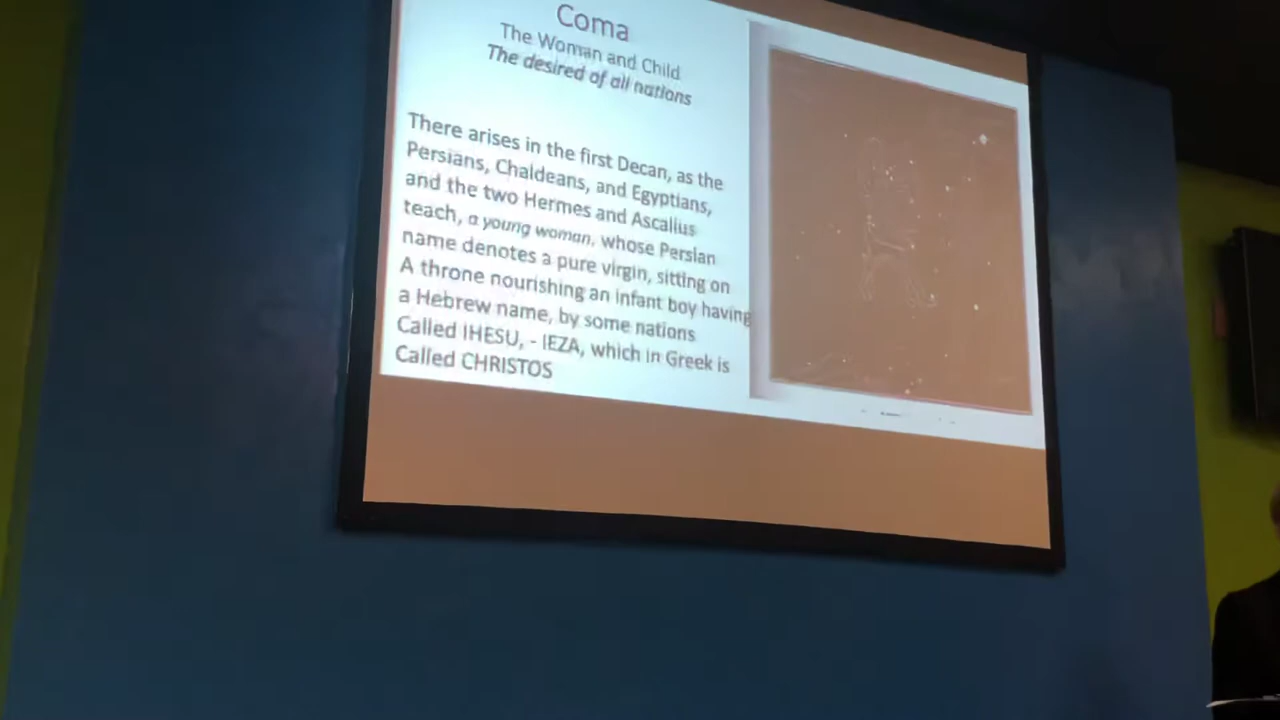 Coma
The Woman and Child
The desired of all nations
There arises in the first Decan, as the
Persians, Chaldeans, and Egyptians,
and the two Hermes and Ascalius
teach, a young woman, whose Persian
name denotes a pure virgin, sitting on
A throne nourishing an infant boy having
a Hebrew name, by some nations
Called IHESU, - IEZA, which in Greek is
Called CHRISTOS